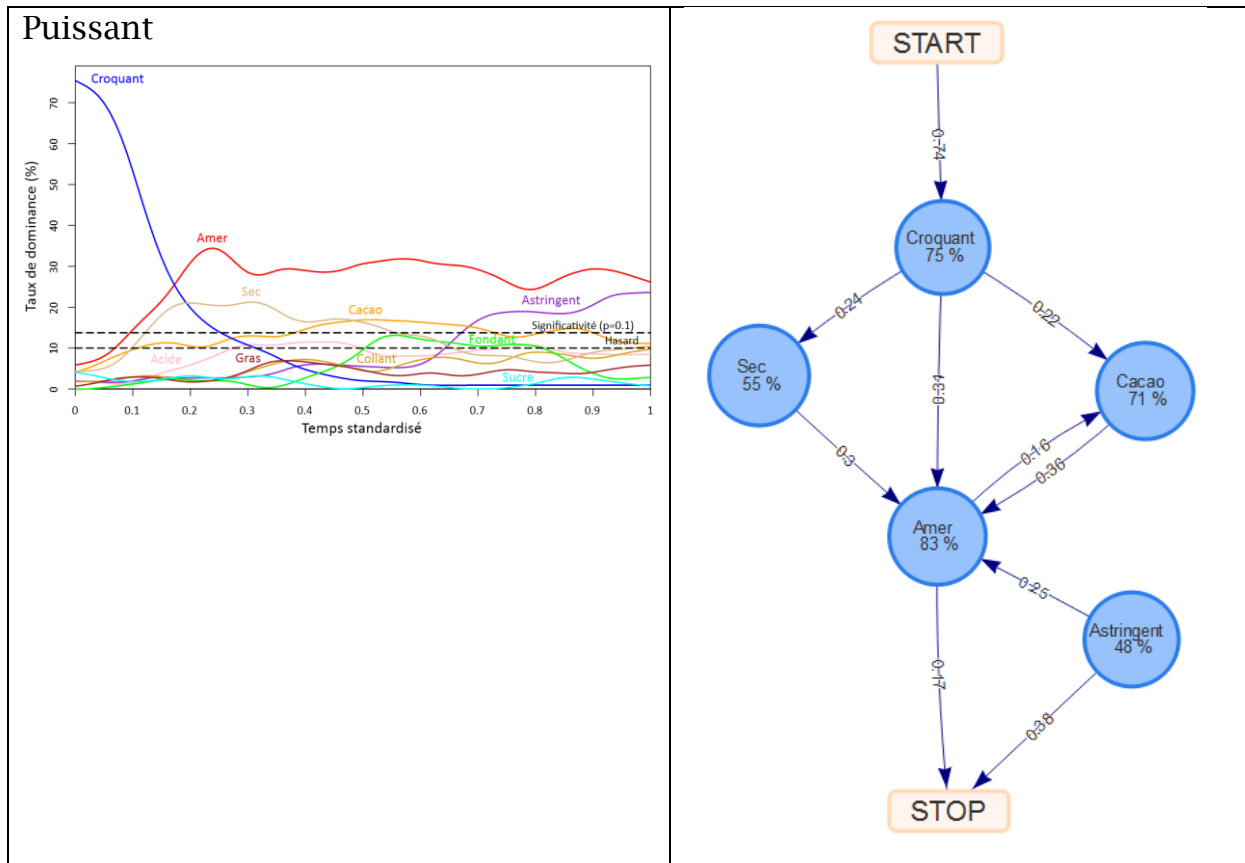 Puissant
Croquant
Amer
Sec
Cacao
Astringent
Significativité (p=0.1)
Fondant
Hasard
Acide
Gras
Collant
Sucre
Taux de dominance (%)
70
60
50
40
30
20
10
0
0 0.1 0.2 0.3 0.4 0.5 0.6 0.7 0.8 0.9 1
Temps standardisé
START
0.74
Croquant
75 %
0.24
0.22
0.31
Sec
55 %
Cacao
71 %
0.3
0.16
0.36
Amer
83 %
0.25
Astringent
48 %
0.17
0.38
STOP